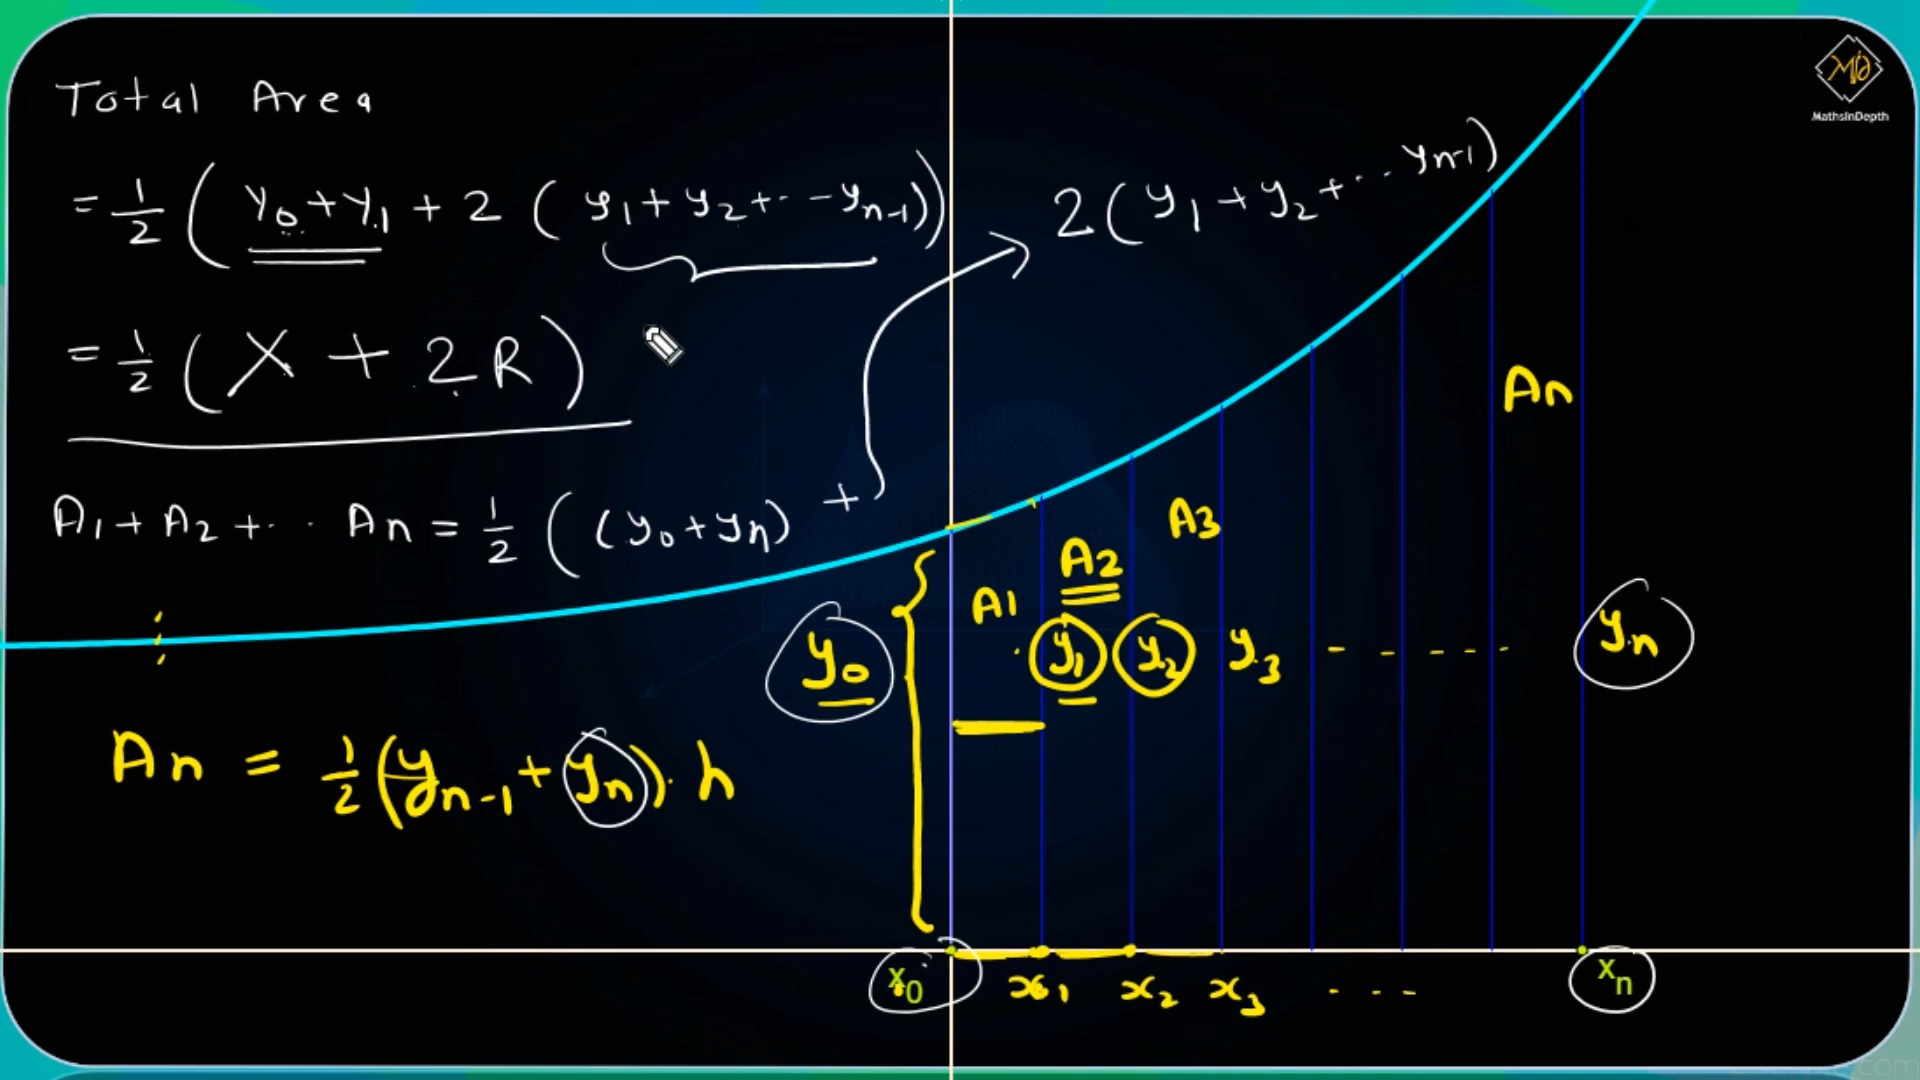 Total Area
= 1/2 ( y0 + y1 + 2 ( y1 + y2 + ... yn-1))
= 1/2 ( X + 2R )
A1 + A2 + ... An = 1/2 ( (y0 + yn) +
2 ( y1 + y2 + ... yn-1)
An = 1/2 (yn-1 + yn) . h
MathsInDepth
An
A3
A2
A1
y0 y1 y2 y3 - - - - - yn
x0 x1 x2 x3 - - - xn